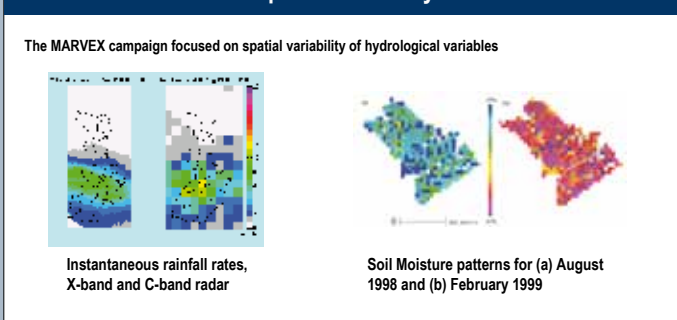 The MARVEX campaign focused on spatial variability of hydrological variables
Instantaneous rainfall rates,
X-band and C-band radar
Soil Moisture patterns for (a) August
1998 and (b) February 1999